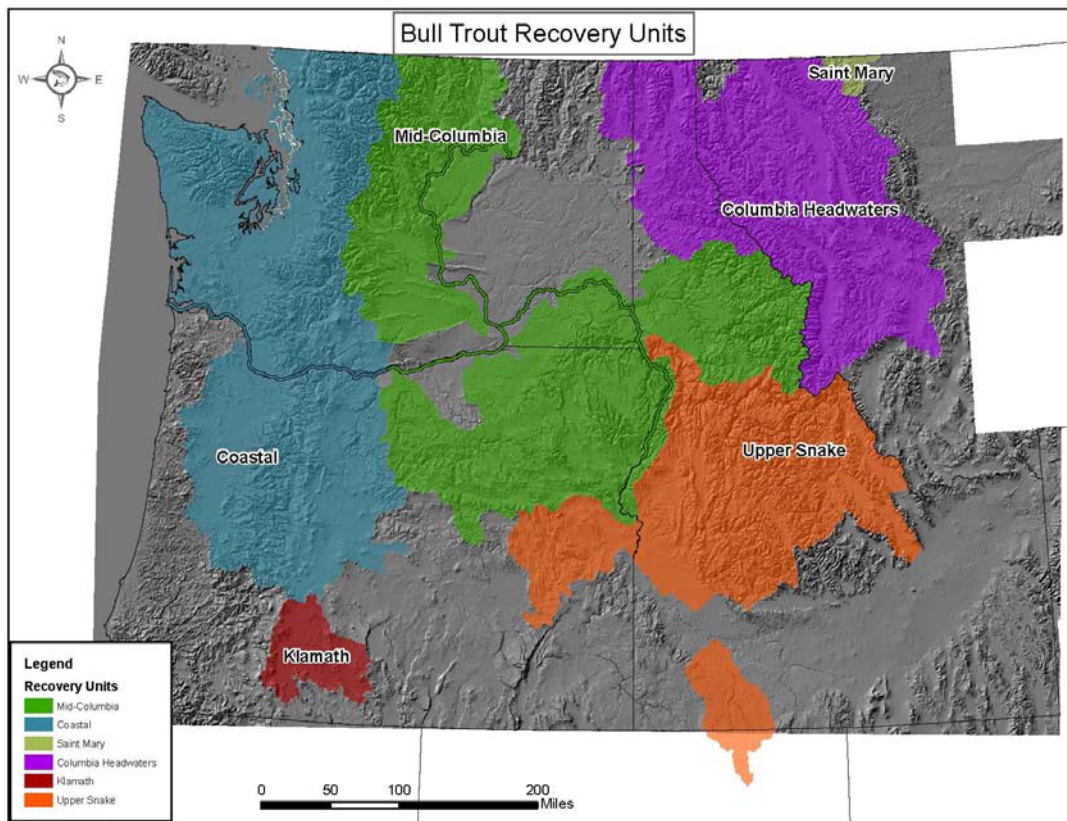 Bull Trout Recovery Units
N
W E
S
Saint Mary
Mid-Columbia
Columbia Headwaters
Coastal
Upper Snake
Klamath
Legend
Recovery Units
Mid-Columbia
Coastal
Saint Mary
Columbia Headwaters
Klamath
Upper Snake
0 50 100 200
Miles